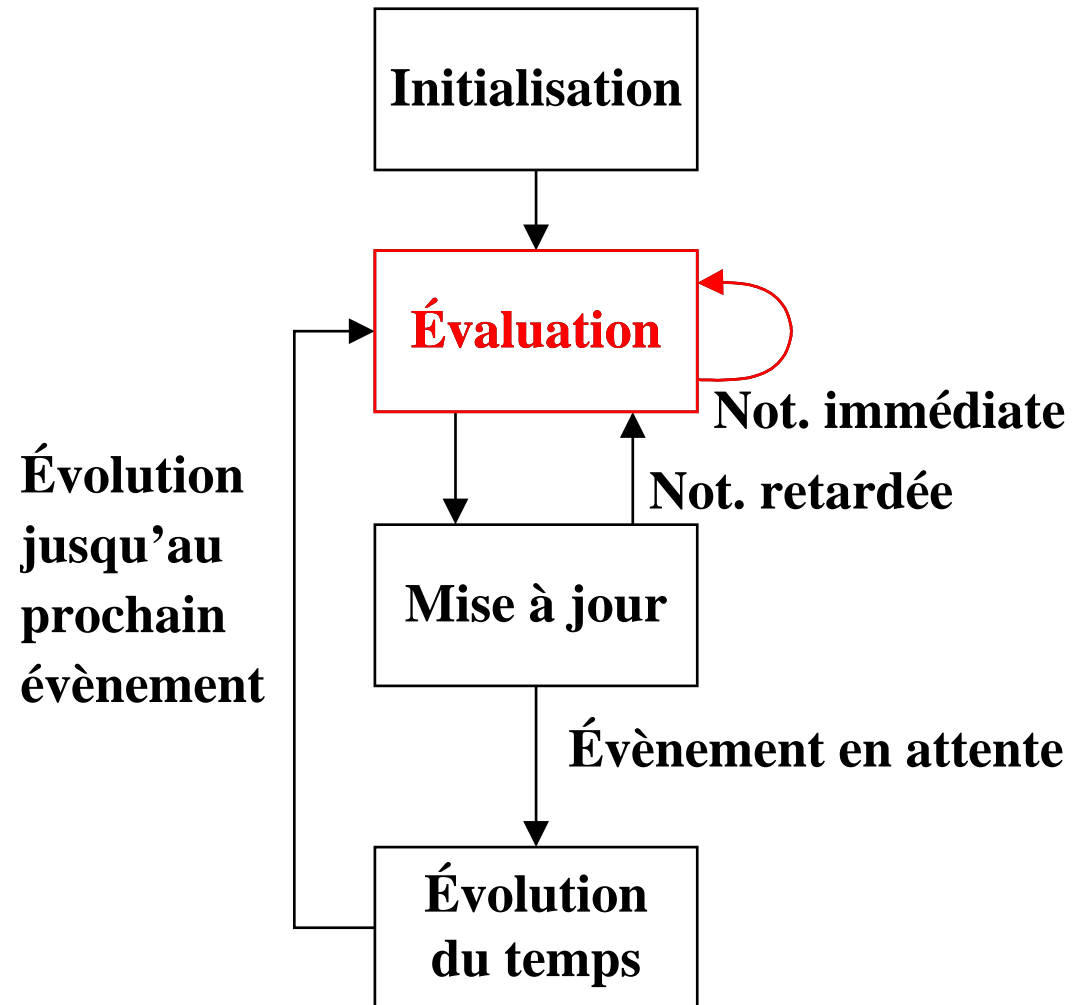 Initialisation
Évaluation
Not. immédiate
Évolution
jusqu’au
prochain
évènement
Not. retardée
Mise à jour
Évènement en attente
Évolution
du temps